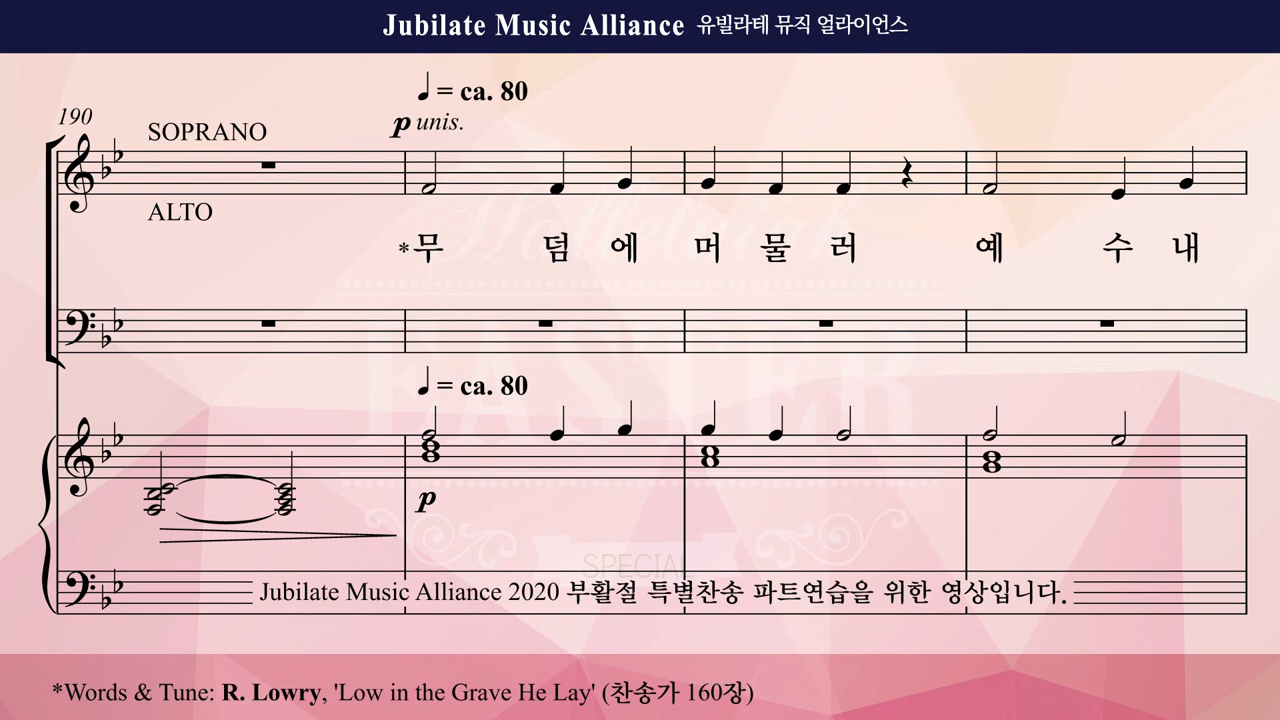 Jubilate Music Alliance 유빌라테 뮤직 얼라이언스
♩ = ca. 80
190
p unis.
SOPRANO
ALTO
*무 덤 에 머 물 러 예 수 내
Hallelujah
EASTER
♩ = ca. 80
p
SPECIAL
Jubilate Music Alliance 2020 부활절 특별찬송 파트연습을 위한 영상입니다.
*Words & Tune: R. Lowry, 'Low in the Grave He Lay' (찬송가 160장)